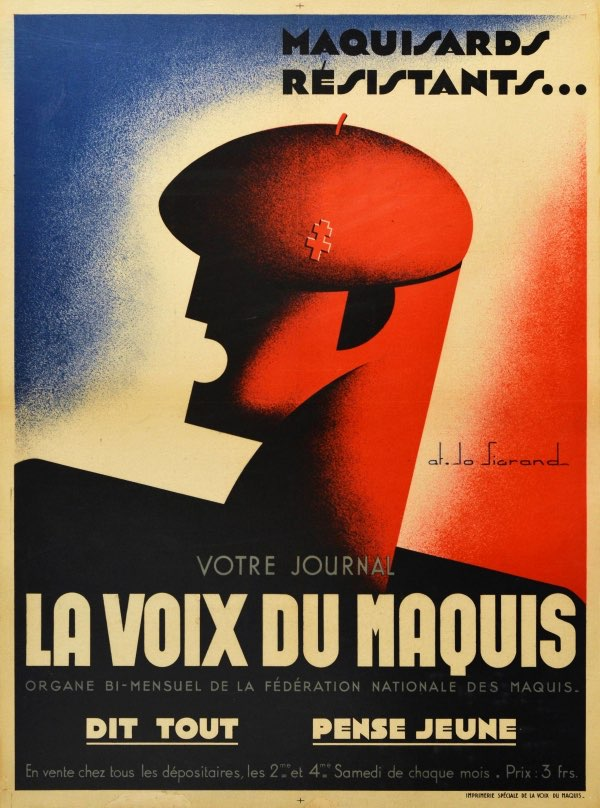 MAQUISARDS
RÉSISTANTS...
at. Jo Sigrand
VOTRE JOURNAL
LA VOIX DU MAQUIS
ORGANE BI-MENSUEL DE LA FÉDÉRATION NATIONALE DES MAQUIS.
DIT TOUT PENSE JEUNE
En vente chez tous les dépositaires, les 2me et 4me Samedi de chaque mois. Prix : 3 frs.
IMPRIMERIE SPÉCIALE DE LA VOIX DU MAQUIS.